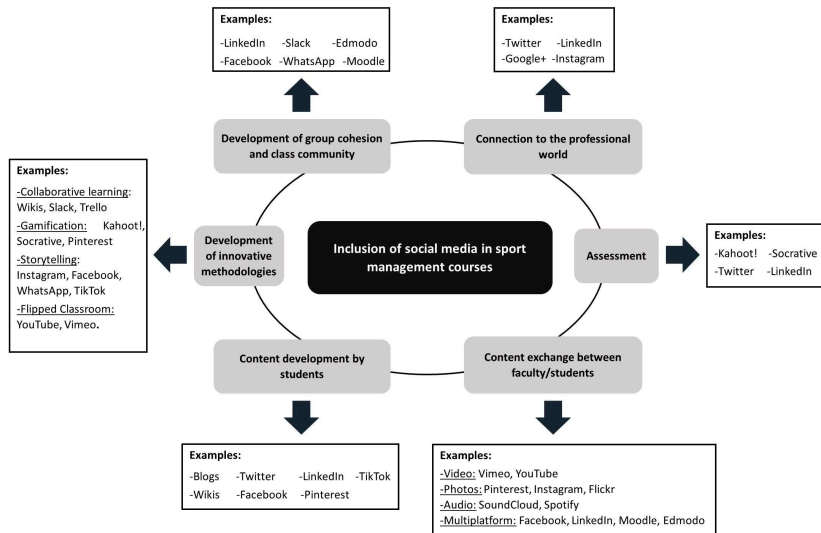 Examples:
-LinkedIn -Slack -Edmodo
-Facebook -WhatsApp -Moodle
Examples:
-Twitter -LinkedIn
-Google+ -Instagram
Development of group cohesion
and class community
Connection to the professional
world
Examples:
-Collaborative learning:
Wikis, Slack, Trello
-Gamification: Kahoot!,
Socrative, Pinterest
-Storytelling:
Instagram, Facebook,
WhatsApp, TikTok
-Flipped Classroom:
YouTube, Vimeo.
Development
of innovative
methodologies
Inclusion of social media in sport
management courses
Assessment
Examples:
-Kahoot! -Socrative
-Twitter -LinkedIn
Content development by
students
Content exchange between
faculty/students
Examples:
-Blogs -Twitter -LinkedIn -TikTok
-Wikis -Facebook -Pinterest
Examples:
-Video: Vimeo, YouTube
-Photos: Pinterest, Instagram, Flickr
-Audio: SoundCloud, Spotify
-Multiplatform: Facebook, LinkedIn, Moodle, Edmodo